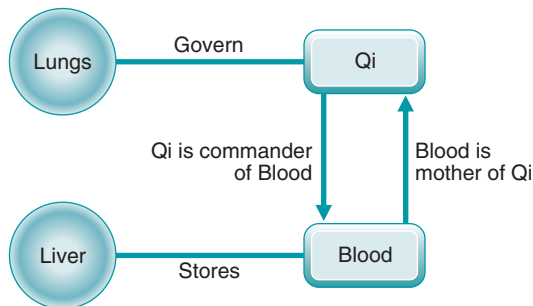 Govern
Lungs
Qi
Qi is commander
of Blood
Blood is
mother of Qi
Liver
Blood
Stores